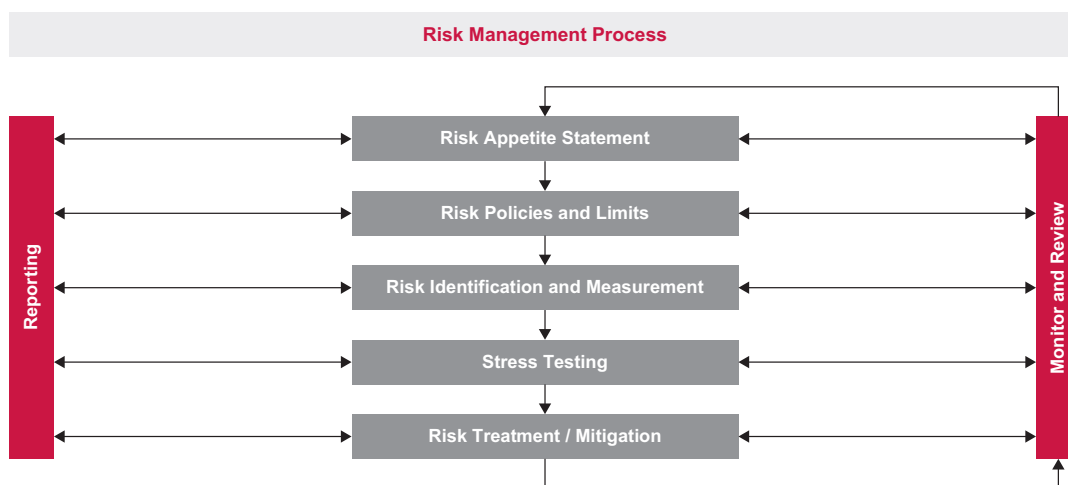 Risk Management Process
Risk Appetite Statement
Risk Policies and Limits
Risk Identification and Measurement
Stress Testing
Risk Treatment / Mitigation
Reporting
Monitor and Review